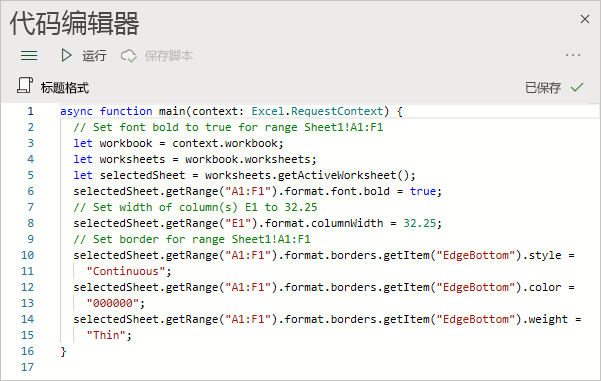 代码编辑器
运行 保存脚本
标题格式 已保存
1 async function main(context: Excel.RequestContext) {
2 // Set font bold to true for range Sheet1!A1:F1
3 let workbook = context.workbook;
4 let worksheets = workbook.worksheets;
5 let selectedSheet = worksheets.getActiveWorksheet();
6 selectedSheet.getRange("A1:F1").format.font.bold = true;
7 // Set width of column(s) E1 to 32.25
8 selectedSheet.getRange("E1").format.columnWidth = 32.25;
9 // Set border for range Sheet1!A1:F1
10 selectedSheet.getRange("A1:F1").format.borders.getItem("EdgeBottom").style =
11 "Continuous";
12 selectedSheet.getRange("A1:F1").format.borders.getItem("EdgeBottom").color =
13 "000000";
14 selectedSheet.getRange("A1:F1").format.borders.getItem("EdgeBottom").weight =
15 "Thin";
16 }
17